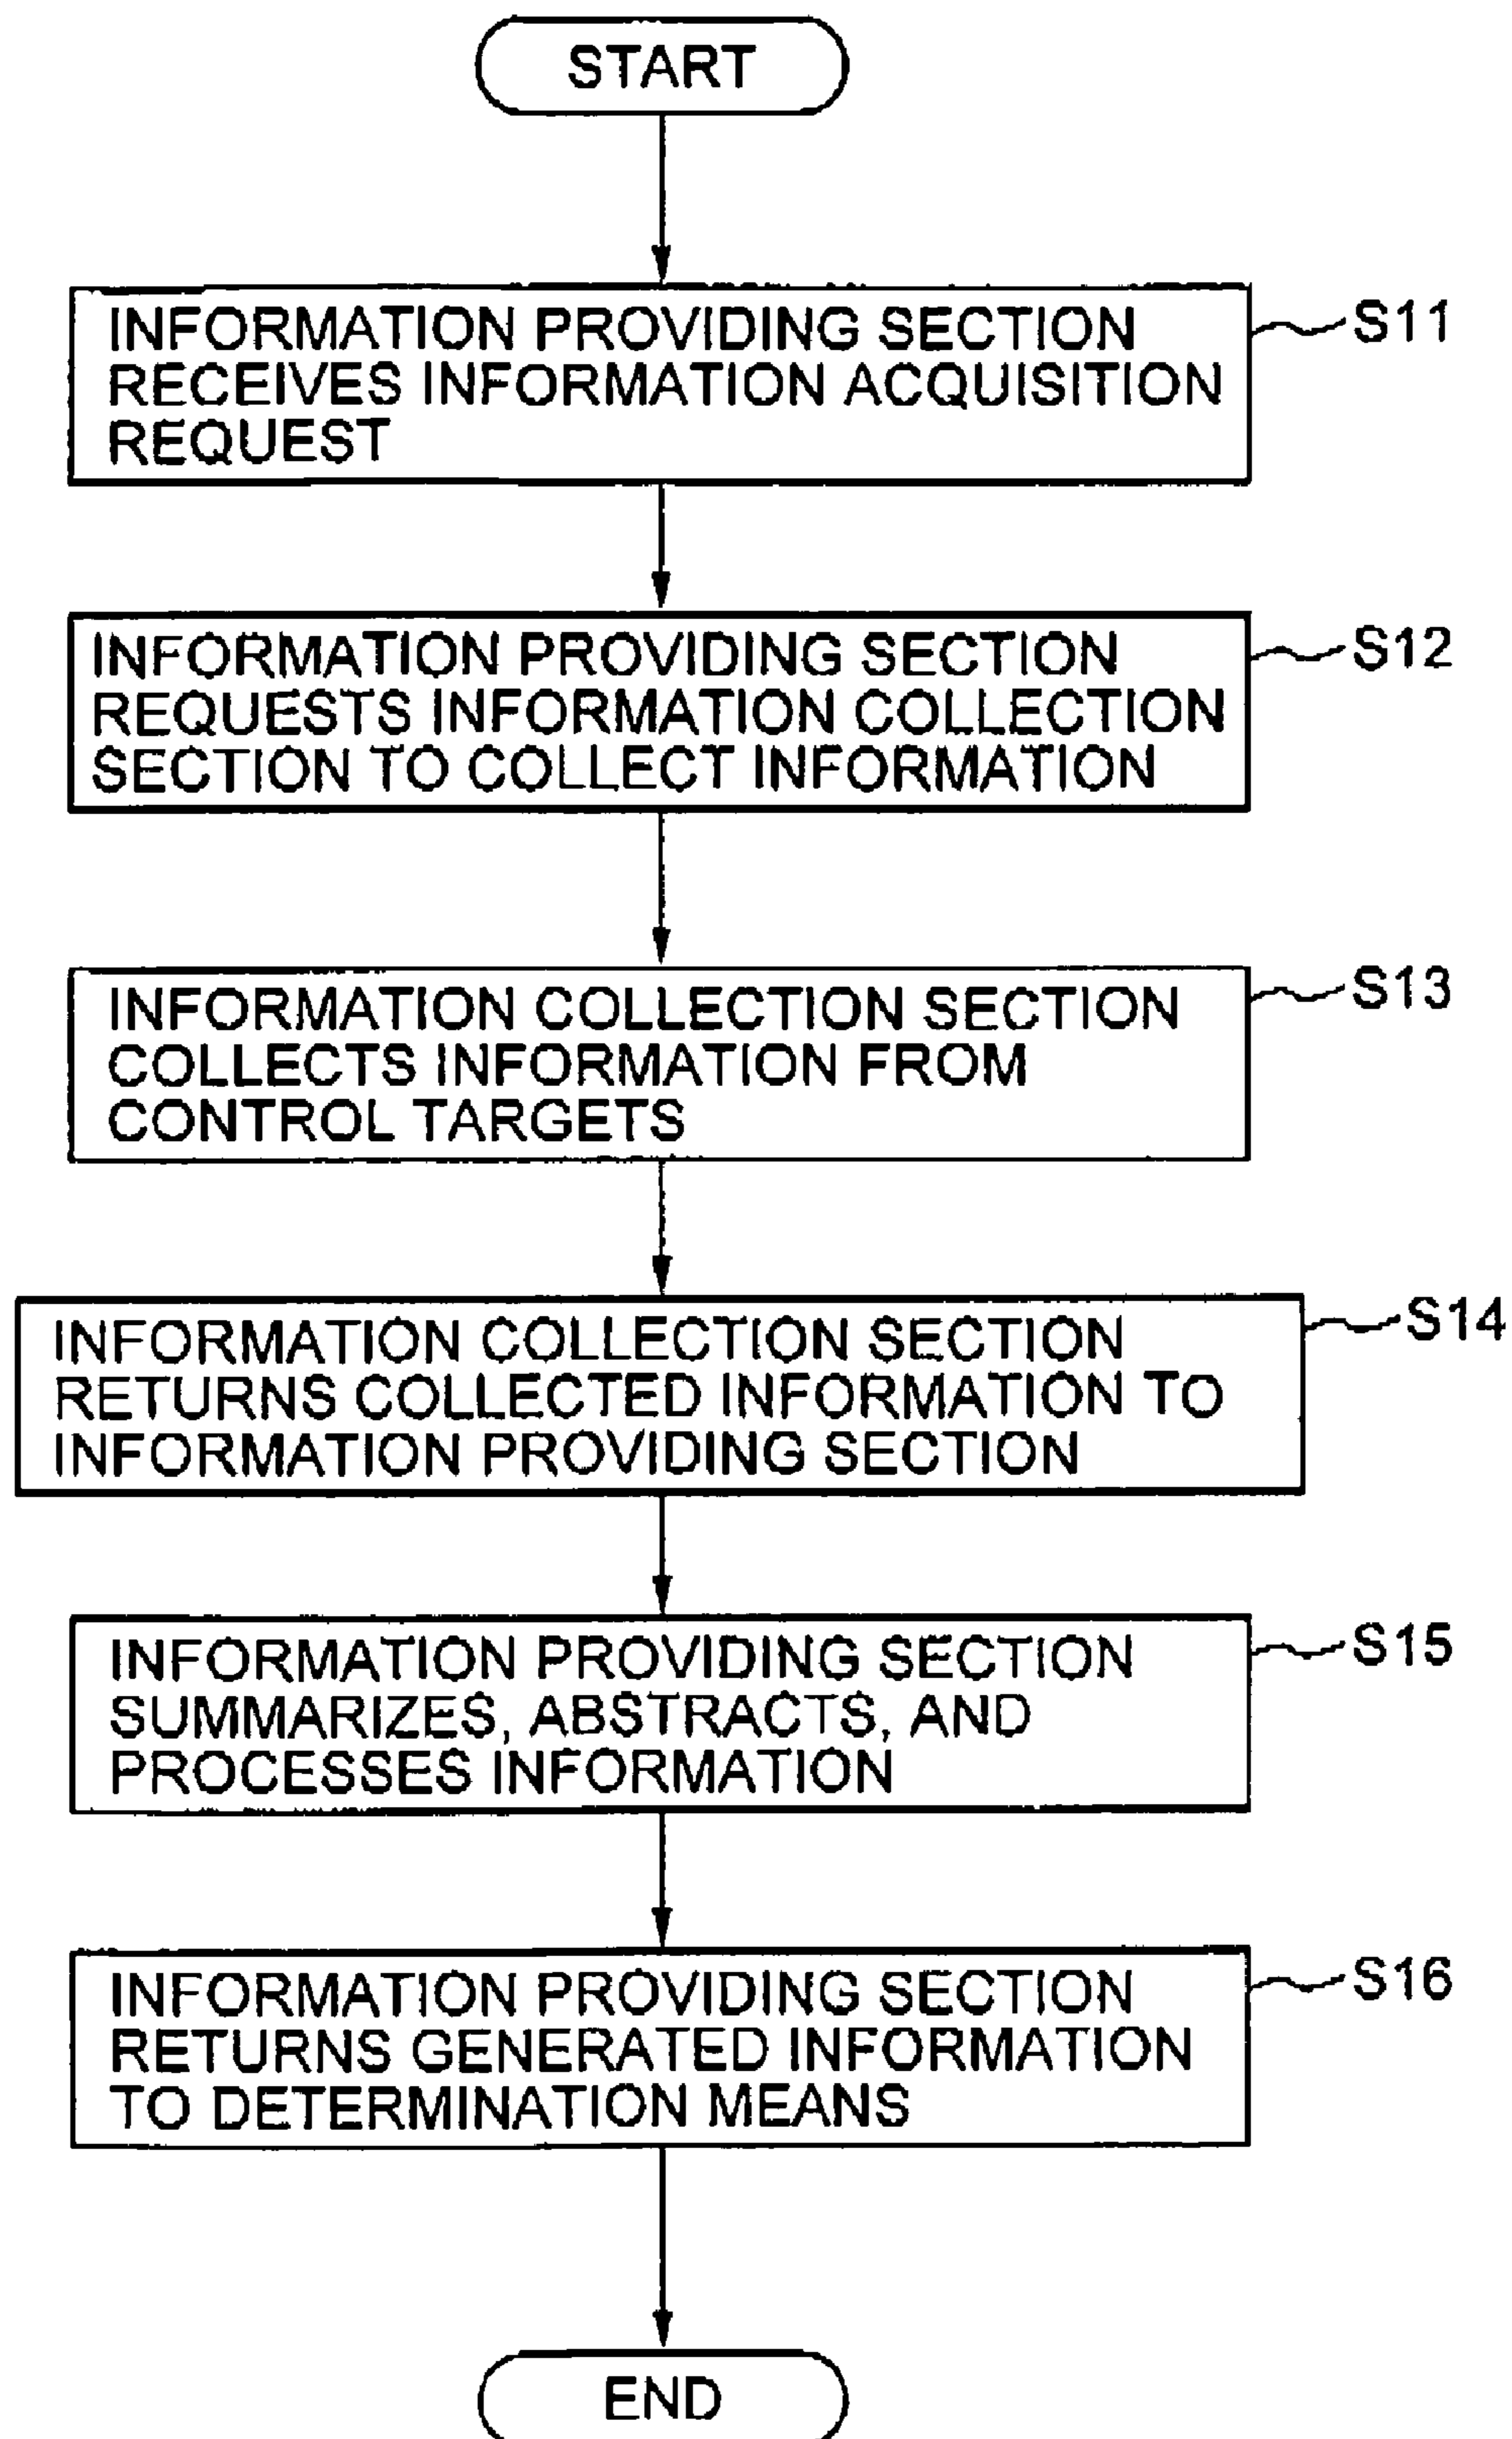 START
INFORMATION PROVIDING SECTION
RECEIVES INFORMATION ACQUISITION
REQUEST
S11
INFORMATION PROVIDING SECTION
REQUESTS INFORMATION COLLECTION
SECTION TO COLLECT INFORMATION
S12
INFORMATION COLLECTION SECTION
COLLECTS INFORMATION FROM
CONTROL TARGETS
S13
INFORMATION COLLECTION SECTION
RETURNS COLLECTED INFORMATION TO
INFORMATION PROVIDING SECTION
S14
INFORMATION PROVIDING SECTION
SUMMARIZES, ABSTRACTS, AND
PROCESSES INFORMATION
S15
INFORMATION PROVIDING SECTION
RETURNS GENERATED INFORMATION
TO DETERMINATION MEANS
S16
END